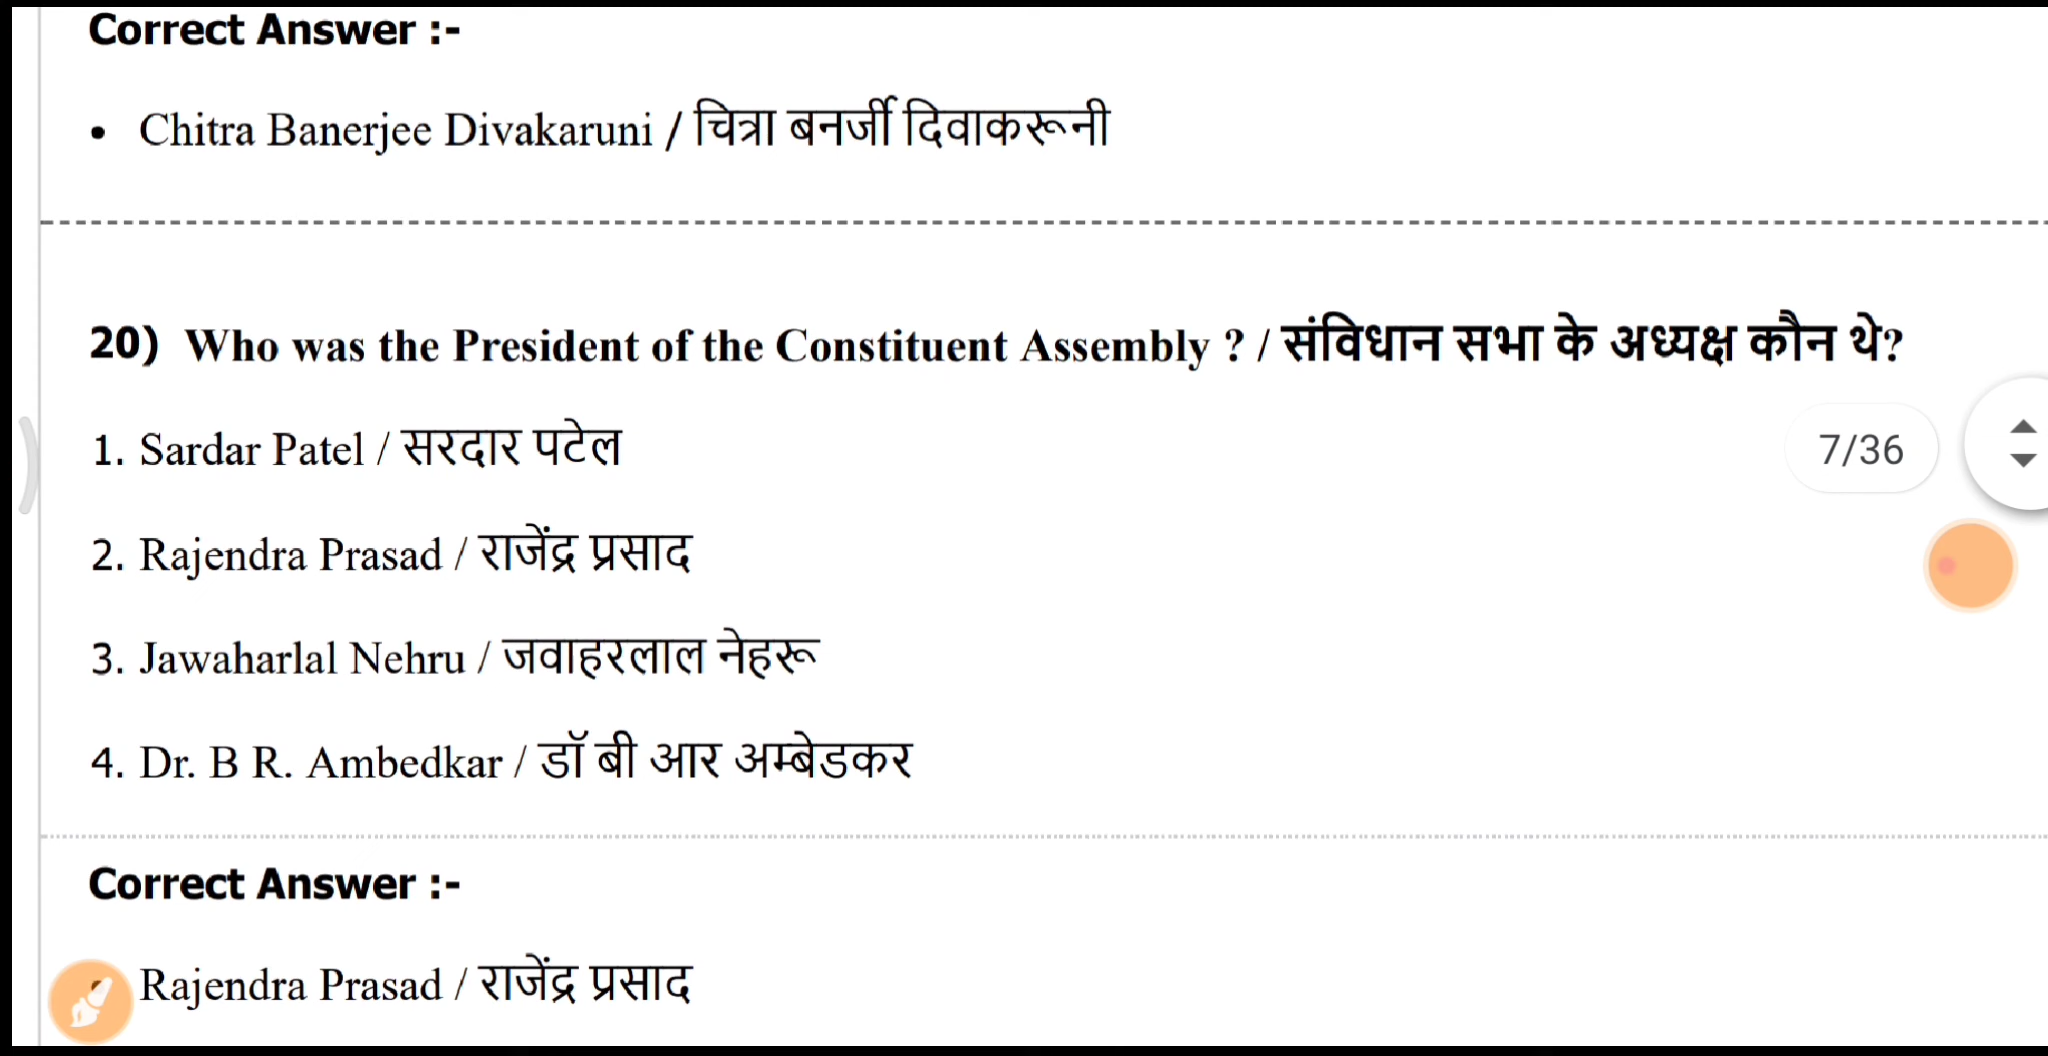 Correct Answer :-
• Chitra Banerjee Divakaruni / चित्रा बनर्जी दिवाकरूनी
20) Who was the President of the Constituent Assembly ? / संविधान सभा के अध्यक्ष कौन थे?
1. Sardar Patel / सरदार पटेल
7/36
2. Rajendra Prasad / राजेंद्र प्रसाद
3. Jawaharlal Nehru / जवाहरलाल नेहरू
4. Dr. B R. Ambedkar / डॉ बी आर अम्बेडकर
Correct Answer :-
Rajendra Prasad / राजेंद्र प्रसाद